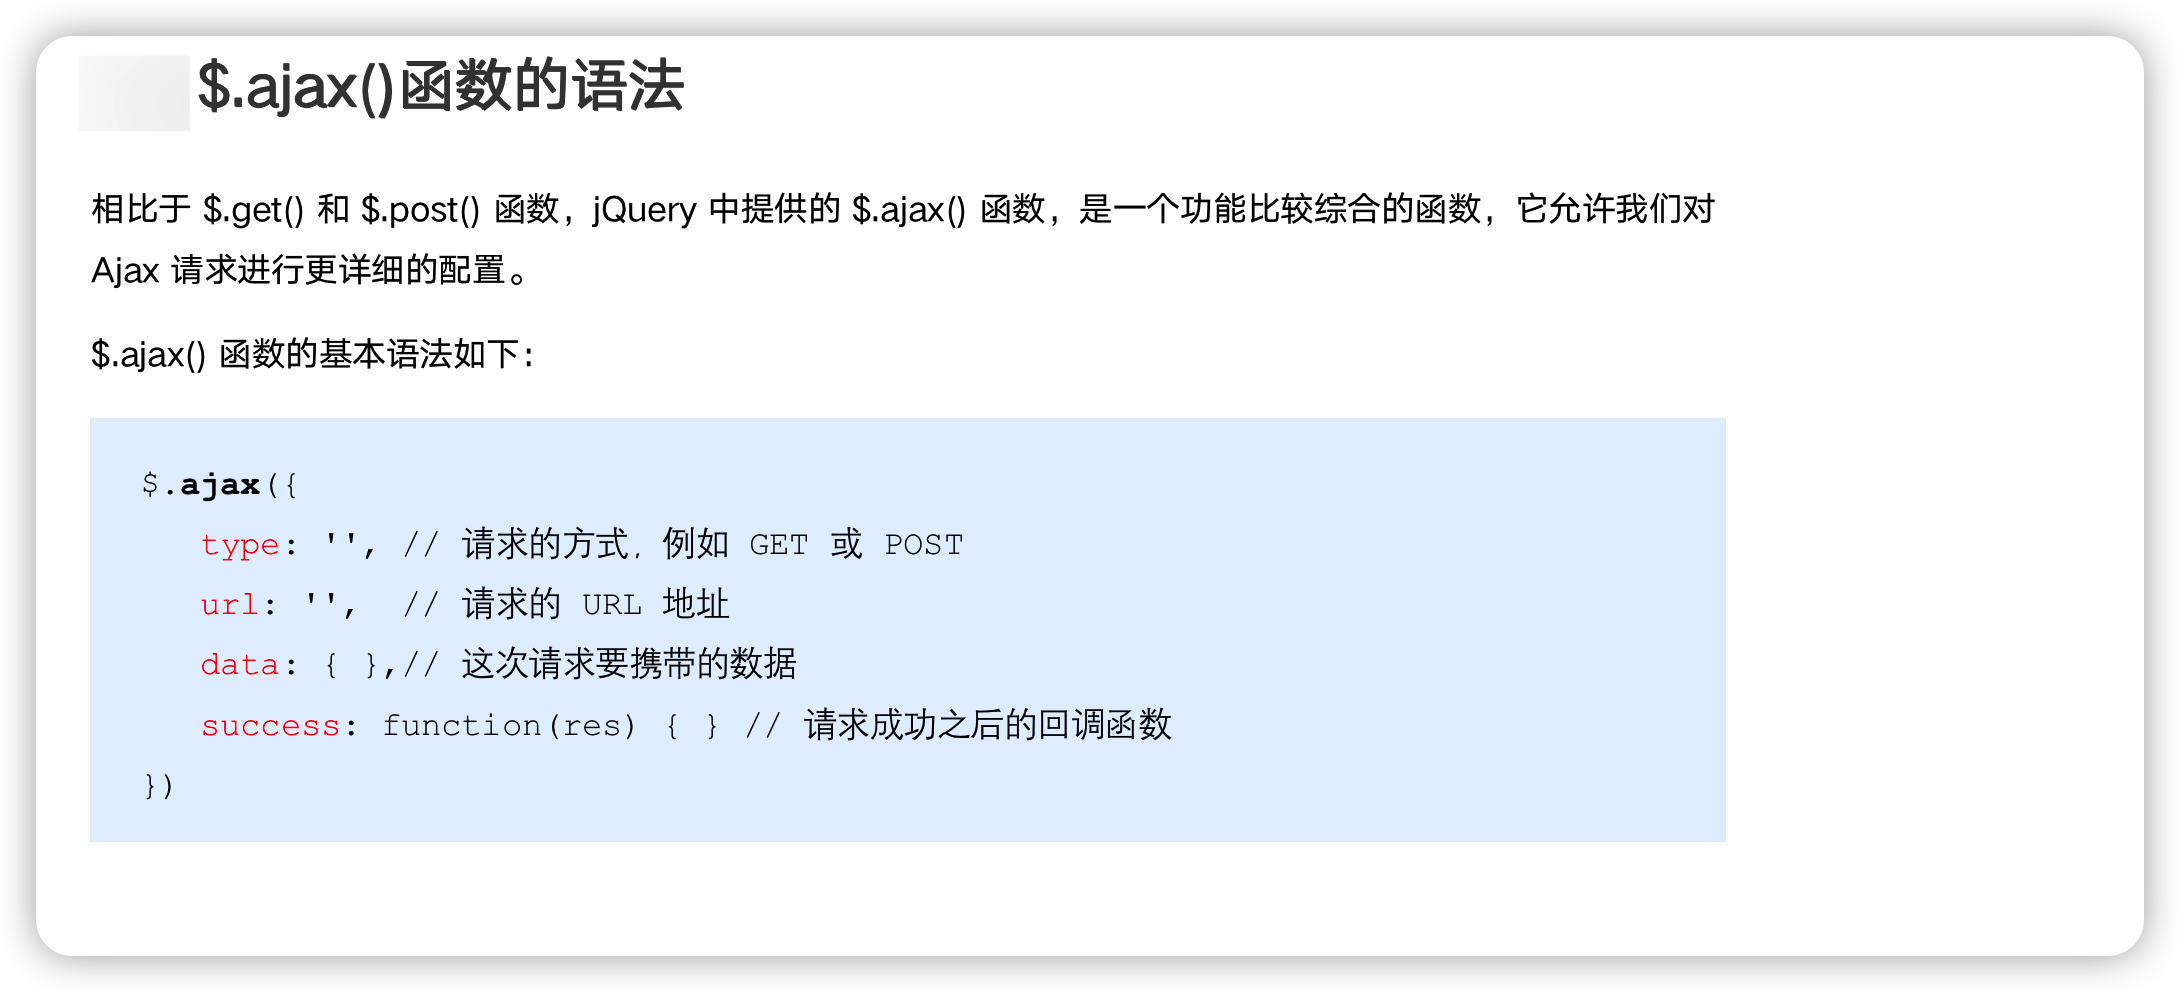 $.ajax()函数的语法
相比于 $.get() 和 $.post() 函数，jQuery 中提供的 $.ajax() 函数，是一个功能比较综合的函数，它允许我们对
Ajax 请求进行更详细的配置。
$.ajax() 函数的基本语法如下：
$.ajax({
   type: '', // 请求的方式，例如 GET 或 POST
   url: '',  // 请求的 URL 地址
   data: { },// 这次请求要携带的数据
   success: function(res) { } // 请求成功之后的回调函数
})